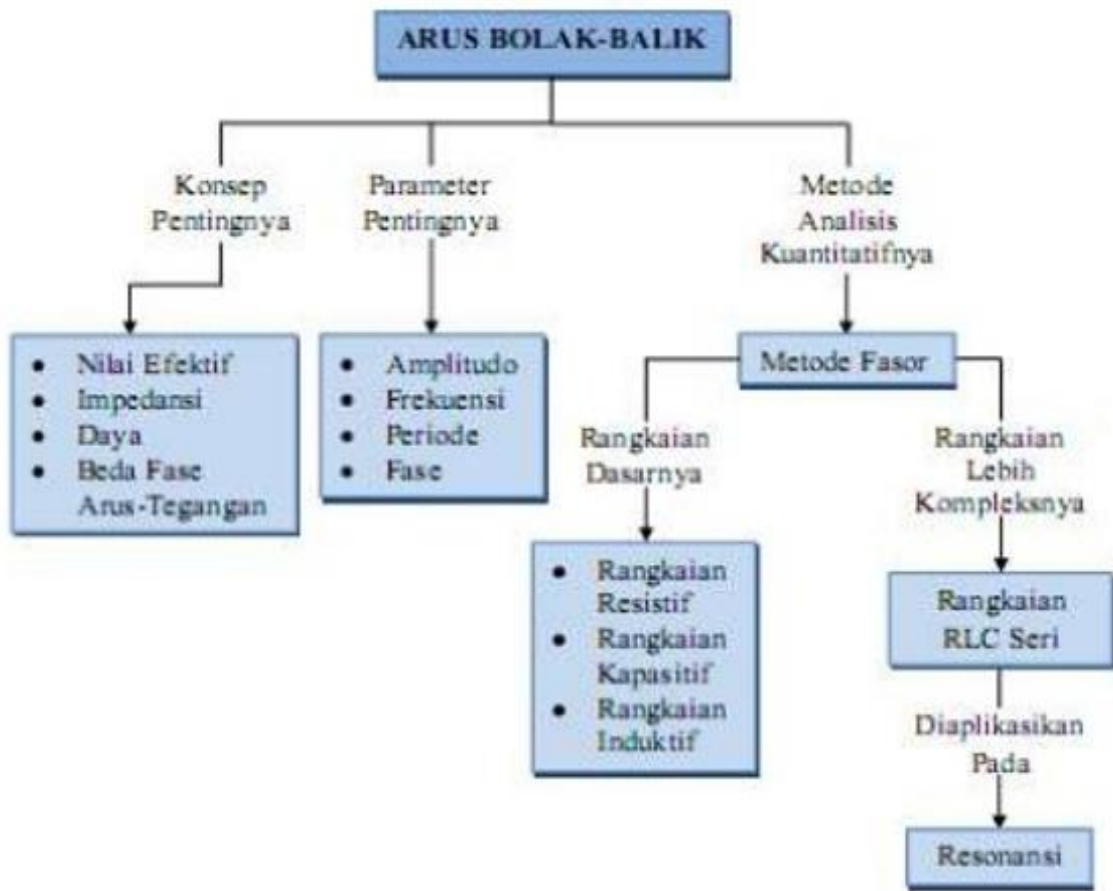 ARUS BOLAK-BALIK
Konsep
Pentingnya
Parameter
Pentingnya
Metode
Analisis
Kuantitatifnya
• Nilai Efektif
• Impedansi
• Daya
• Beda Fase
Arus-Tegangan
• Amplitudo
• Frekuensi
• Periode
• Fase
Metode Fasor
Rangkaian
Dasarnya
Rangkaian
Lebih
Kompleksnya
• Rangkaian
Resistif
• Rangkaian
Kapasitif
• Rangkaian
Induktif
Rangkaian
RLC Seri
Diaplikasikan
Pada
Resonansi